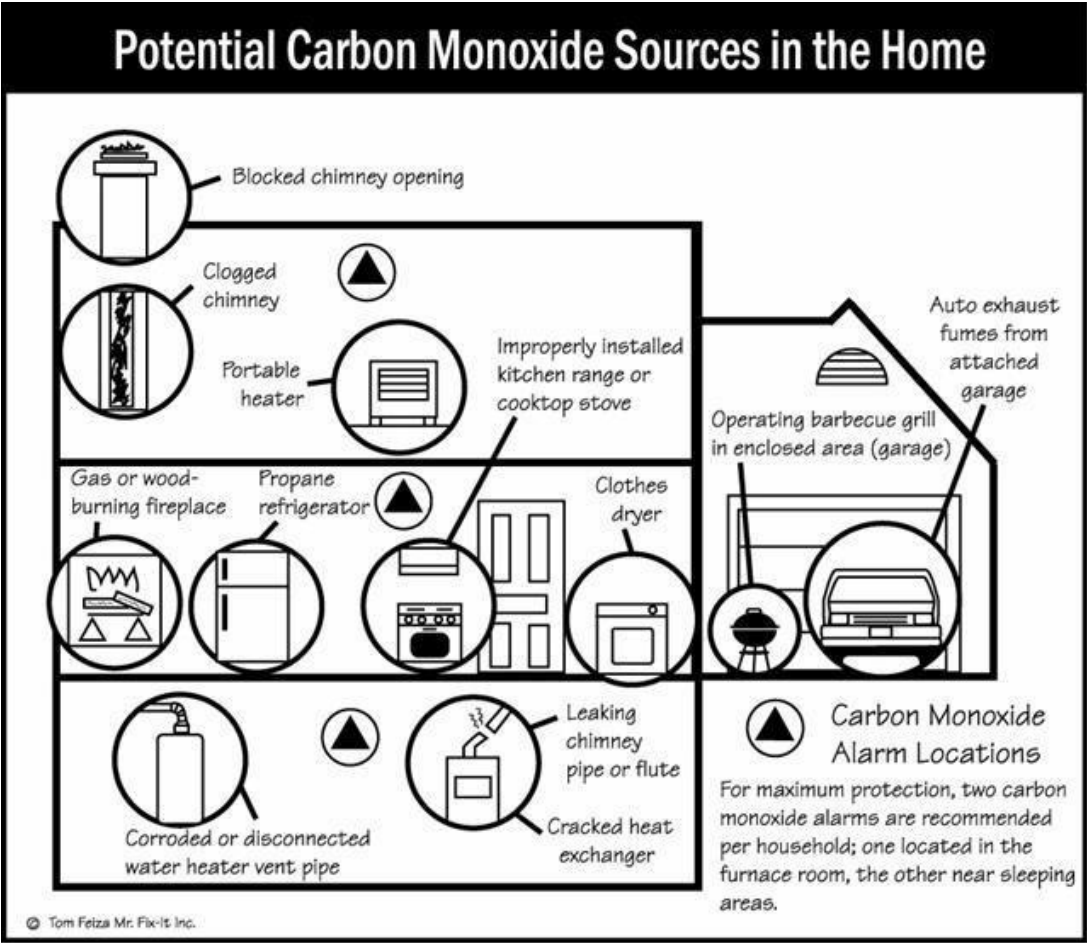 Potential Carbon Monoxide Sources in the Home
Blocked chimney opening
Clogged
chimney
Portable
heater
Improperly installed
kitchen range or
cooktop stove
Auto exhaust
fumes from
attached
garage
Operating barbecue grill
in enclosed area (garage)
Gas or wood-
burning fireplace
Propane
refrigerator
Clothes
dryer
Leaking
chimney
pipe or flute
Cracked heat
exchanger
Corroded or disconnected
water heater vent pipe
Carbon Monoxide
Alarm Locations
For maximum protection, two carbon
monoxide alarms are recommended
per household; one located in the
furnace room, the other near sleeping
areas.
© Tom Feiza Mr. Fix-It Inc.